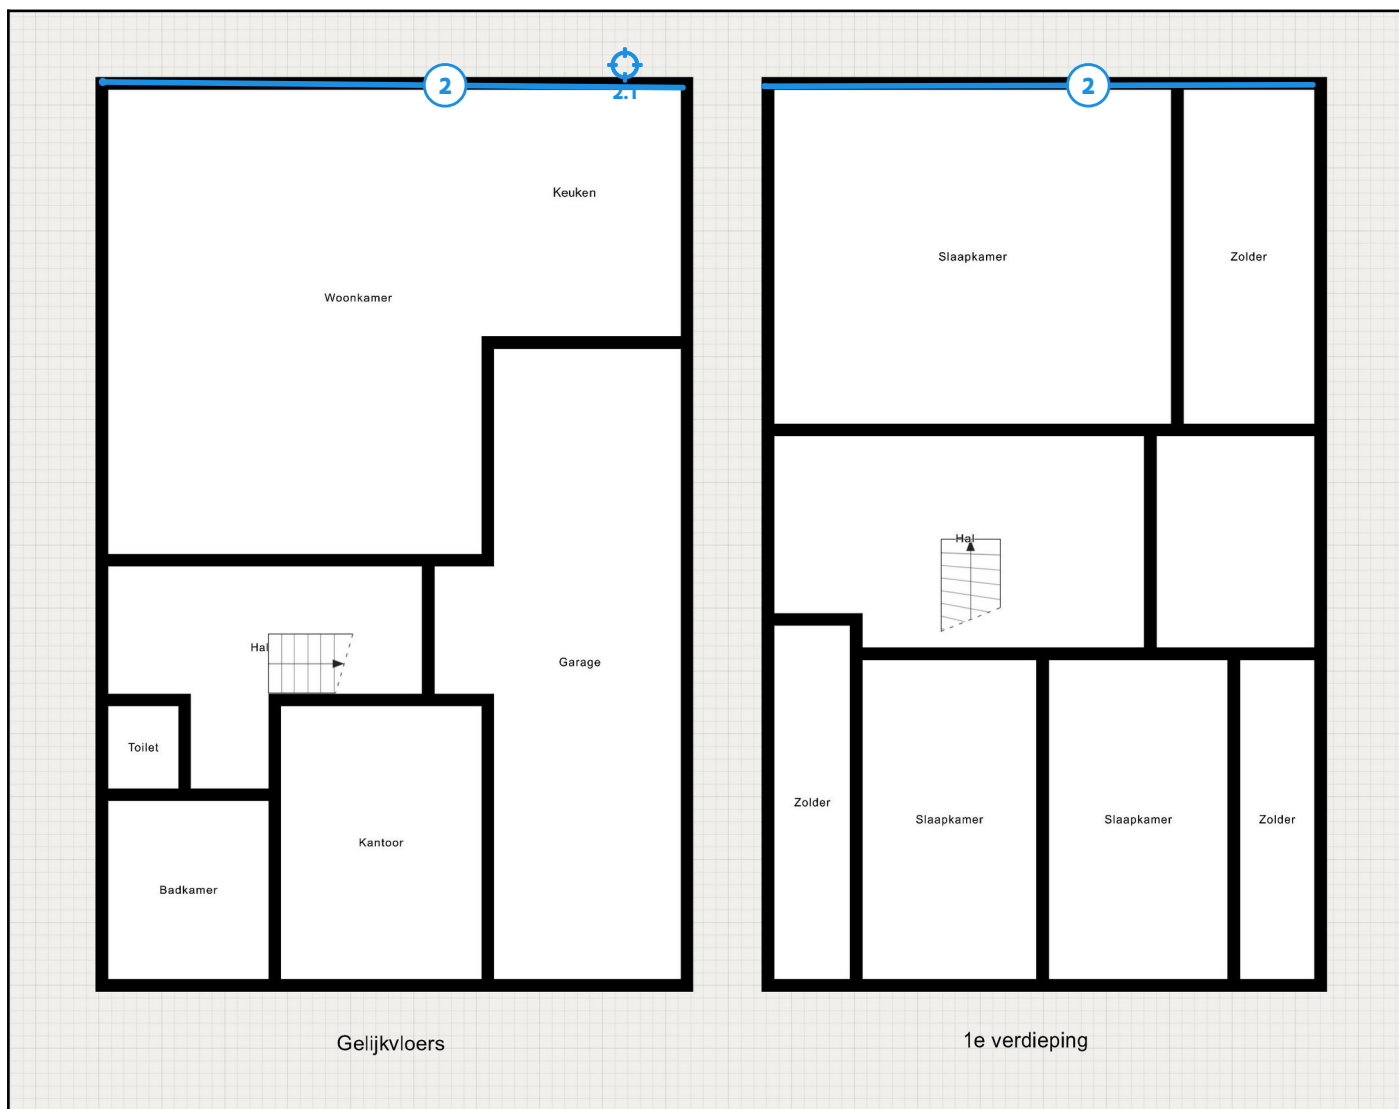 2
2.1
2
Keuken
Woonkamer
Hal
Garage
Toilet
Kantoor
Badkamer
Gelijkvloers
Slaapkamer
Zolder
Hal
Zolder
Slaapkamer
Slaapkamer
Zolder
1e verdieping